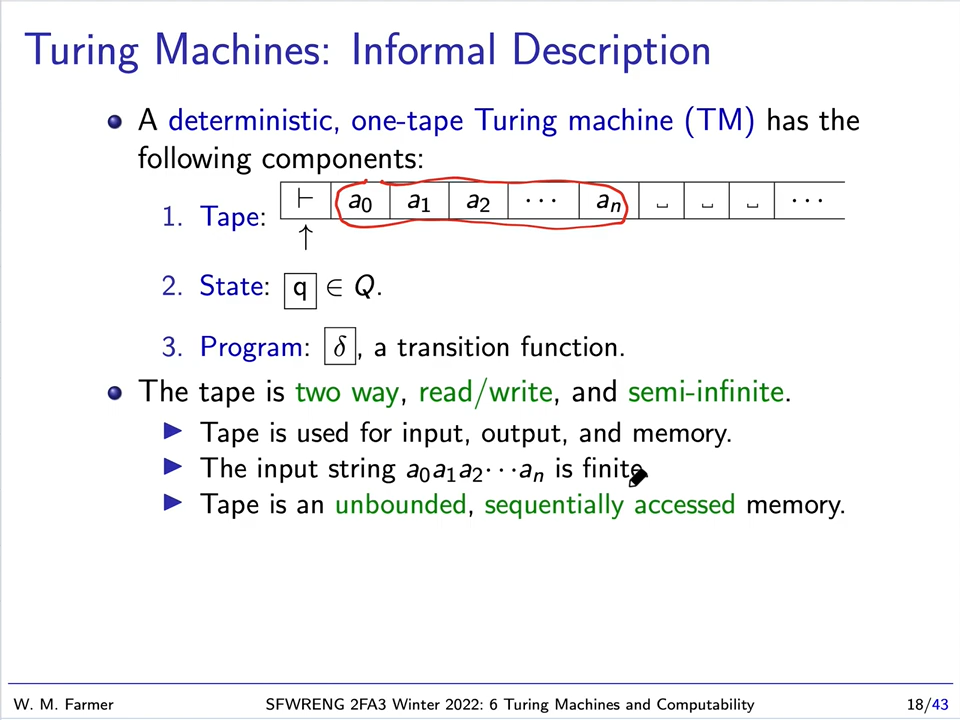 Turing Machines: Informal Description
A deterministic, one-tape Turing machine (TM) has the
following components:
1. Tape: ⊢ a₀ a₁ a₂ ··· aₙ ␣ ␣ ␣ ···
↑
2. State: q ∈ Q.
3. Program: δ, a transition function.
The tape is two way, read/write, and semi-infinite.
Tape is used for input, output, and memory.
The input string a₀a₁a₂···aₙ is finite
Tape is an unbounded, sequentially accessed memory.
W. M. Farmer SFWRENG 2FA3 Winter 2022: 6 Turing Machines and Computability 18/43